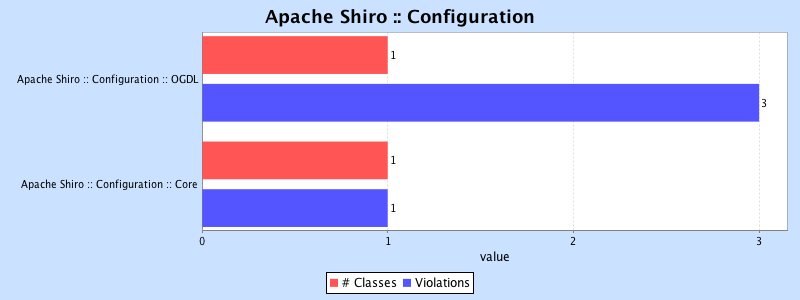 Apache Shiro :: Configuration
Apache Shiro :: Configuration :: OGDL
1
3
Apache Shiro :: Configuration :: Core
1
1
0 1 2 3
value
# Classes Violations